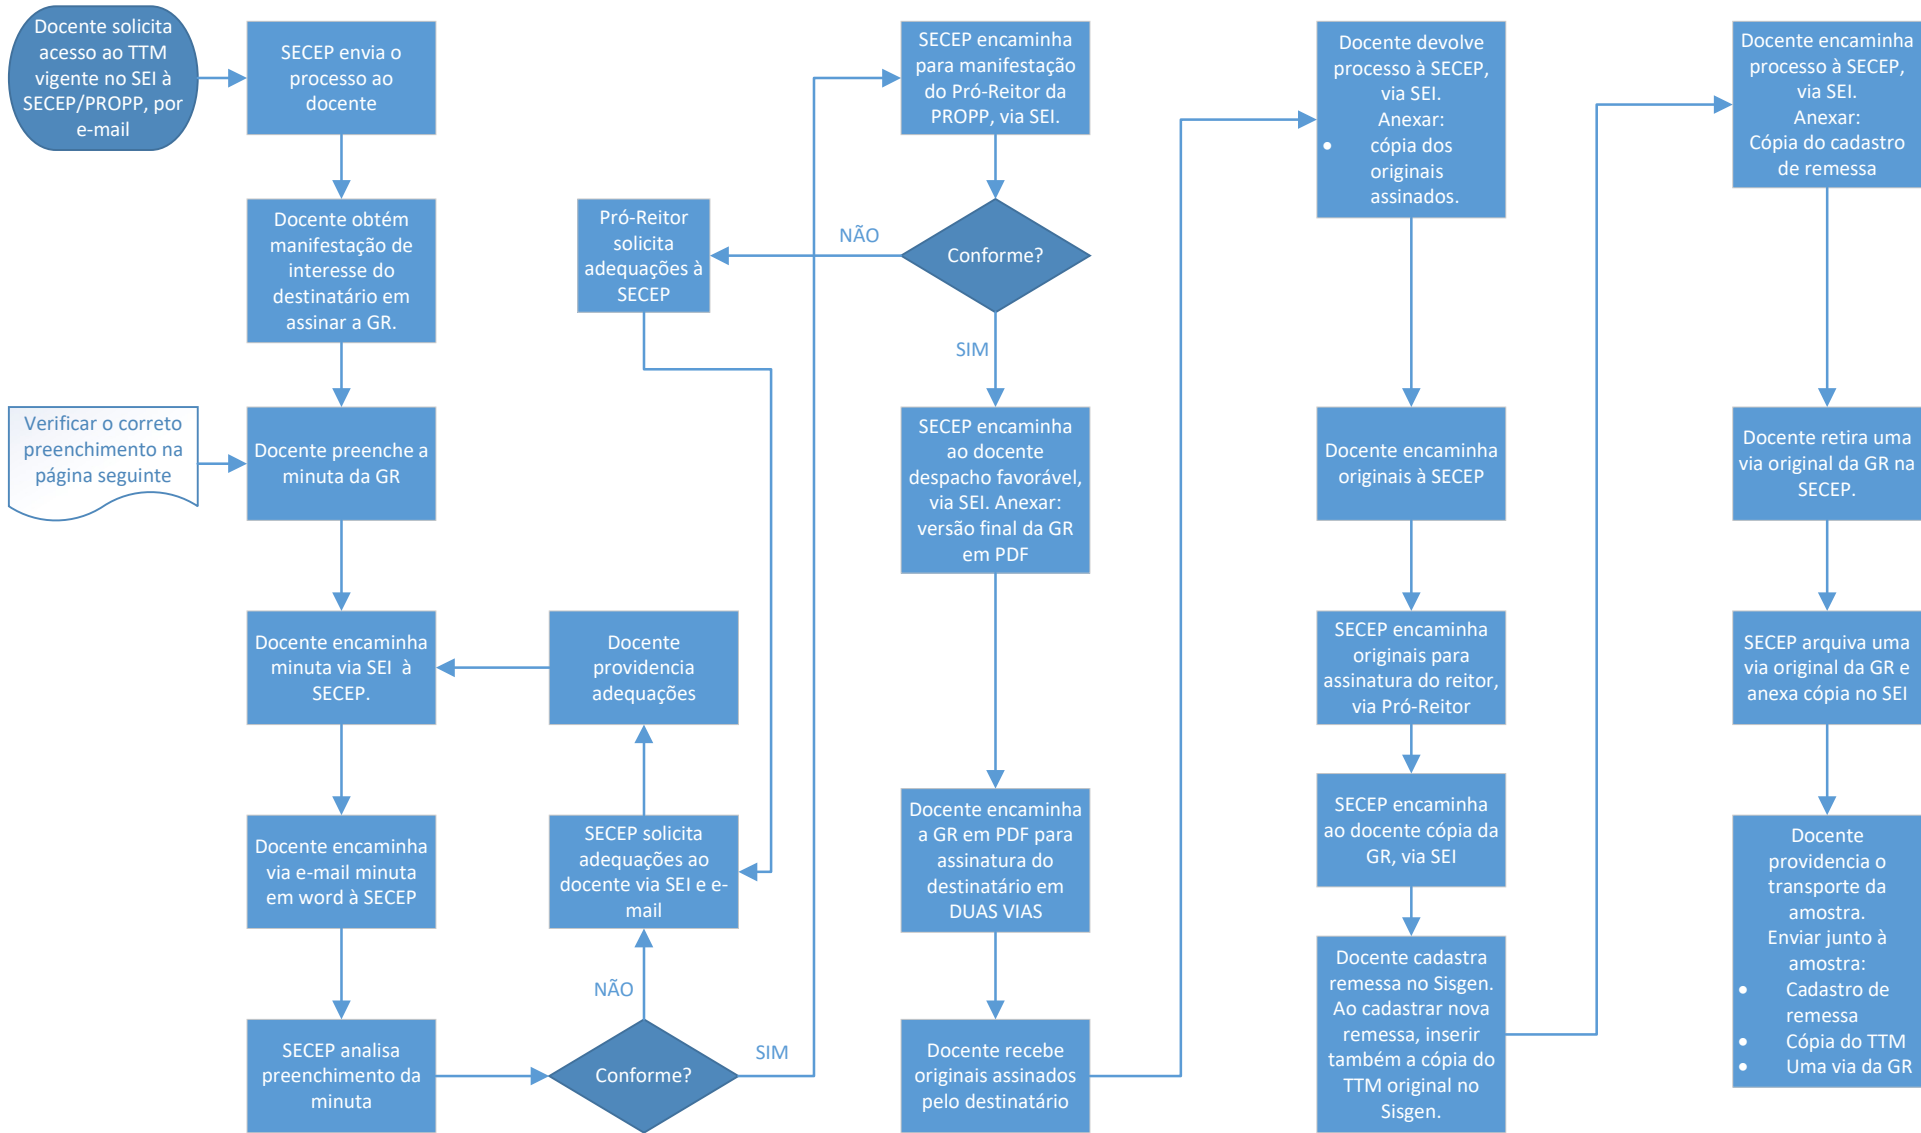 Docente solicita
acesso ao TTM
vigente no SEI à
SECEP/PROPP, por
e-mail
SECEP envia o
processo ao
docente
Docente obtém
manifestação de
interesse do
destinatário em
assinar a GR.
Verificar o correto
preenchimento na
página seguinte
Docente preenche a
minuta da GR
Docente encaminha
minuta via SEI à
SECEP.
Docente encaminha
via e-mail minuta
em word à SECEP
SECEP analisa
preenchimento da
minuta
Conforme?
NÃO
SIM
SECEP solicita
adequações ao
docente via SEI e e-
mail
Docente
providencia
adequações
Pró-Reitor
solicita
adequações à
SECEP
SECEP encaminha
para manifestação
do Pró-Reitor da
PROPP, via SEI.
Conforme?
NÃO
SIM
SECEP encaminha
ao docente
despacho favorável,
via SEI. Anexar:
versão final da GR
em PDF
Docente encaminha
a GR em PDF para
assinatura do
destinatário em
DUAS VIAS
Docente recebe
originais assinados
pelo destinatário
Docente devolve
processo à SECEP,
via SEI.
Anexar:
• cópia dos
originais
assinados.
Docente encaminha
originais à SECEP
SECEP encaminha
originais para
assinatura do reitor,
via Pró-Reitor
SECEP encaminha
ao docente cópia da
GR, via SEI
Docente cadastra
remessa no Sisgen.
Ao cadastrar nova
remessa, inserir
também a cópia do
TTM original no
Sisgen.
Docente encaminha
processo à SECEP,
via SEI.
Anexar:
Cópia do cadastro
de remessa
Docente retira uma
via original da GR na
SECEP.
SECEP arquiva uma
via original da GR e
anexa cópia no SEI
Docente
providencia o
transporte da
amostra.
Enviar junto à
amostra:
• Cadastro de
remessa
• Cópia do TTM
• Uma via da GR